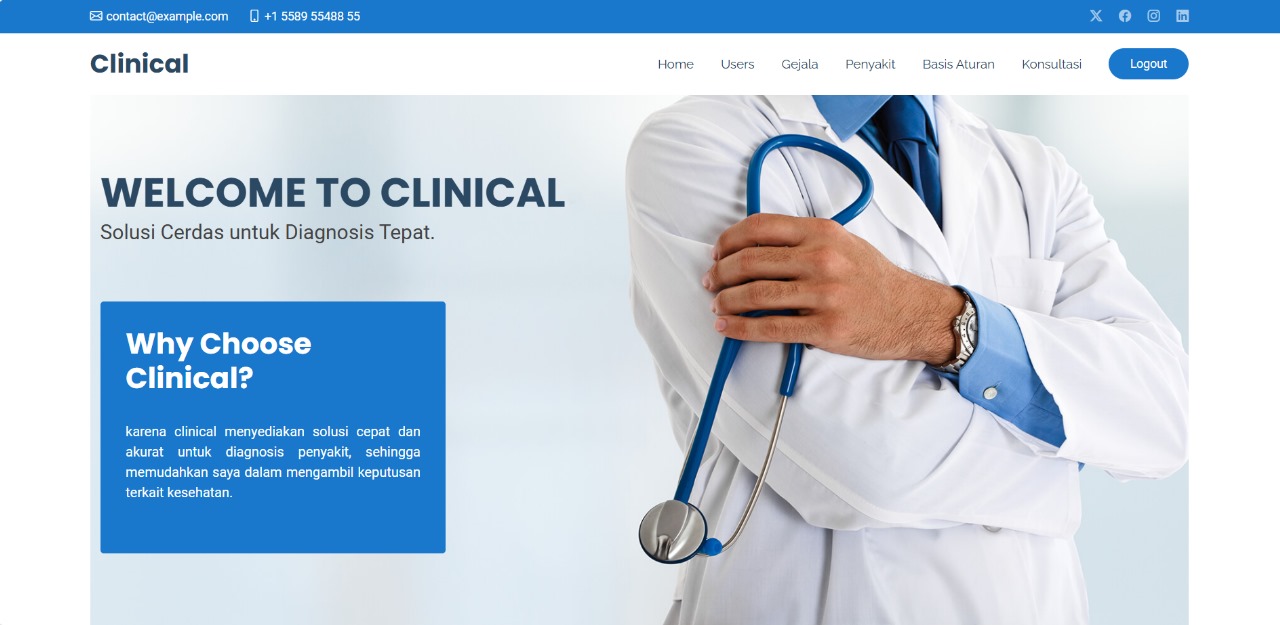 contact@example.com +1 5589 55488 55
Clinical
Home Users Gejala Penyakit Basis Aturan Konsultasi Logout
WELCOME TO CLINICAL
Solusi Cerdas untuk Diagnosis Tepat.
Why Choose
Clinical?
karena clinical menyediakan solusi cepat dan
akurat untuk diagnosis penyakit, sehingga
memudahkan saya dalam mengambil keputusan
terkait kesehatan.